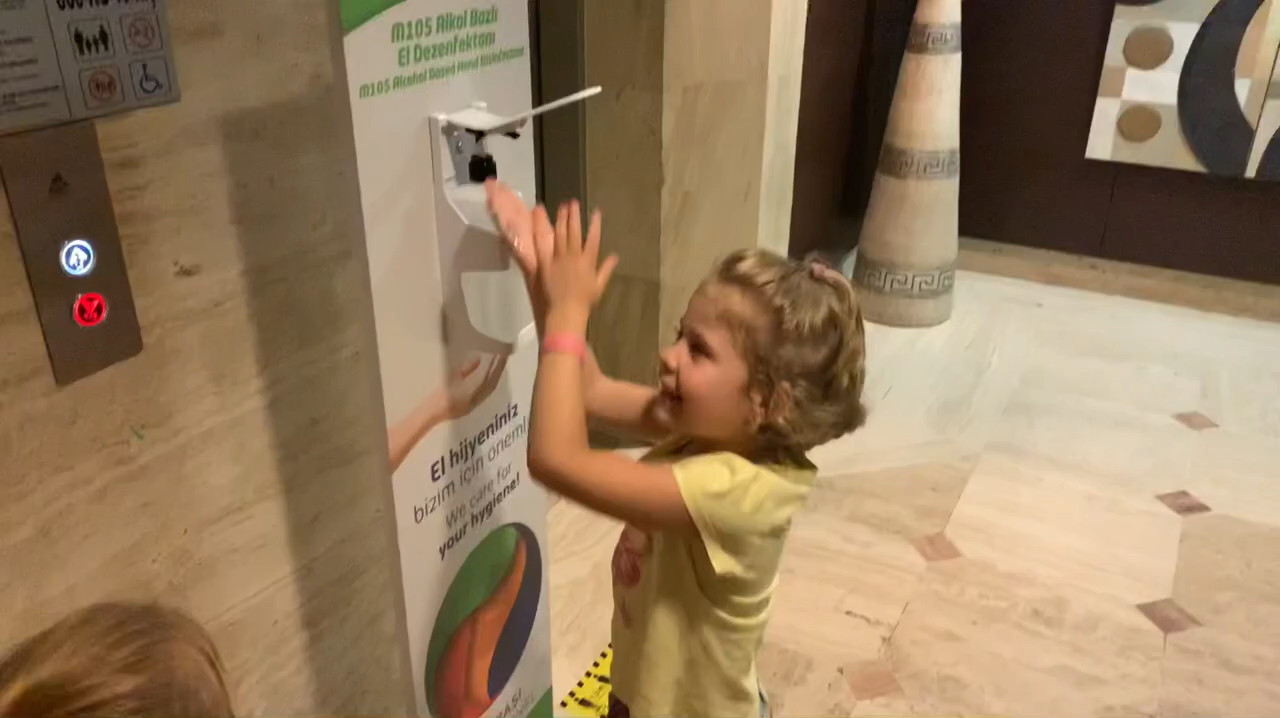 M105 Alkol Bazlı
El Dezenfektanı
M105 Alcohol Based Hand Disinfectant
El hijyeniniz
bizim için önemli
We care for
your hygiene!